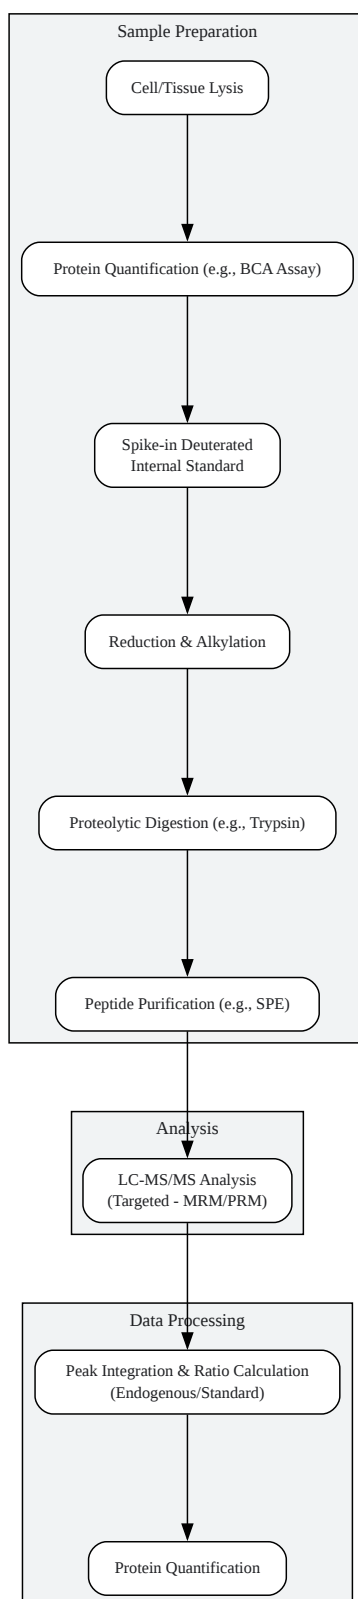 Sample Preparation
Cell/Tissue Lysis
Protein Quantification (e.g., BCA Assay)
Spike-in Deuterated
Internal Standard
Reduction & Alkylation
Proteolytic Digestion (e.g., Trypsin)
Peptide Purification (e.g., SPE)
Analysis
LC-MS/MS Analysis
(Targeted - MRM/PRM)
Data Processing
Peak Integration & Ratio Calculation
(Endogenous/Standard)
Protein Quantification